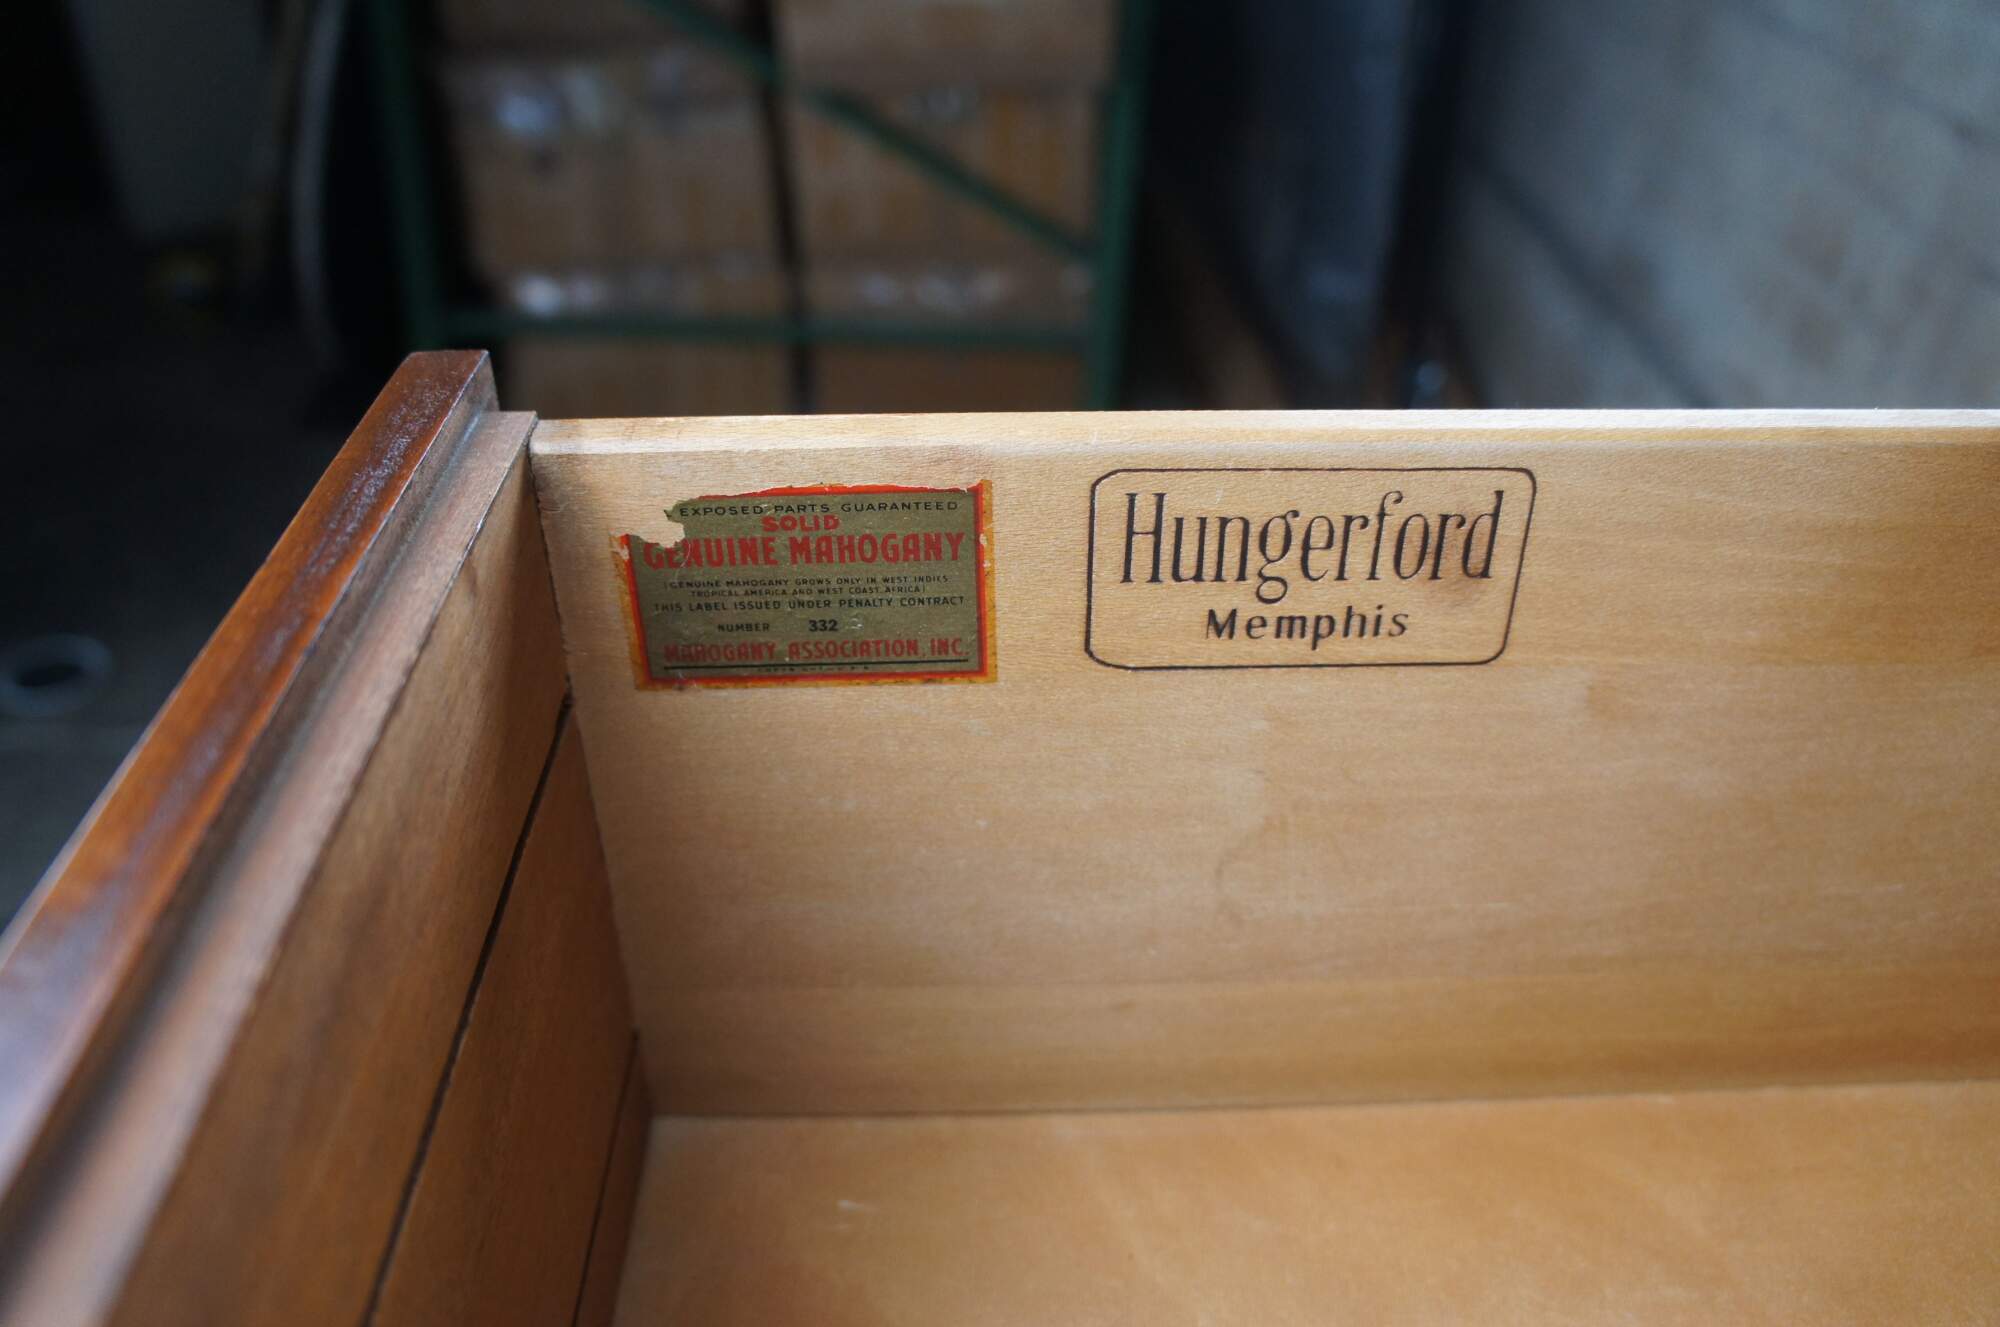 EXPOSED PARTS GUARANTEED
SOLID
GENUINE MAHOGANY
(GENUINE MAHOGANY GROWS ONLY IN WEST INDIES
TROPICAL AMERICA AND WEST COAST AFRICA)
THIS LABEL ISSUED UNDER PENALTY CONTRACT
NUMBER 332
MAHOGANY ASSOCIATION, INC.
Hungerford
Memphis